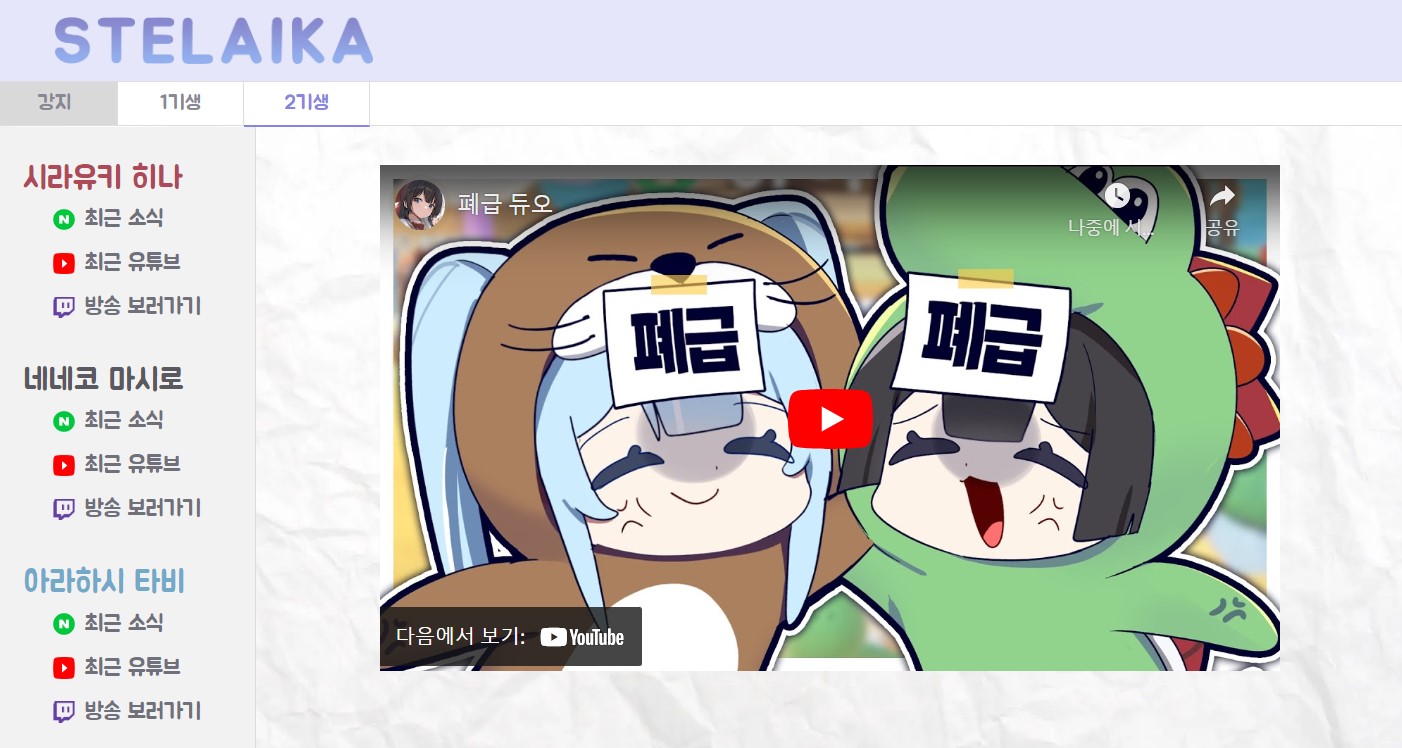 STELAIKA
강지
1기생
2기생
시라유키 히나
최근 소식
최근 유튜브
방송 보러가기
네네코 마시로
최근 소식
최근 유튜브
방송 보러가기
아라하시 타비
최근 소식
최근 유튜브
방송 보러가기
폐급 듀오
나중에 시...
공유
폐급
폐급
다음에서 보기: YouTube